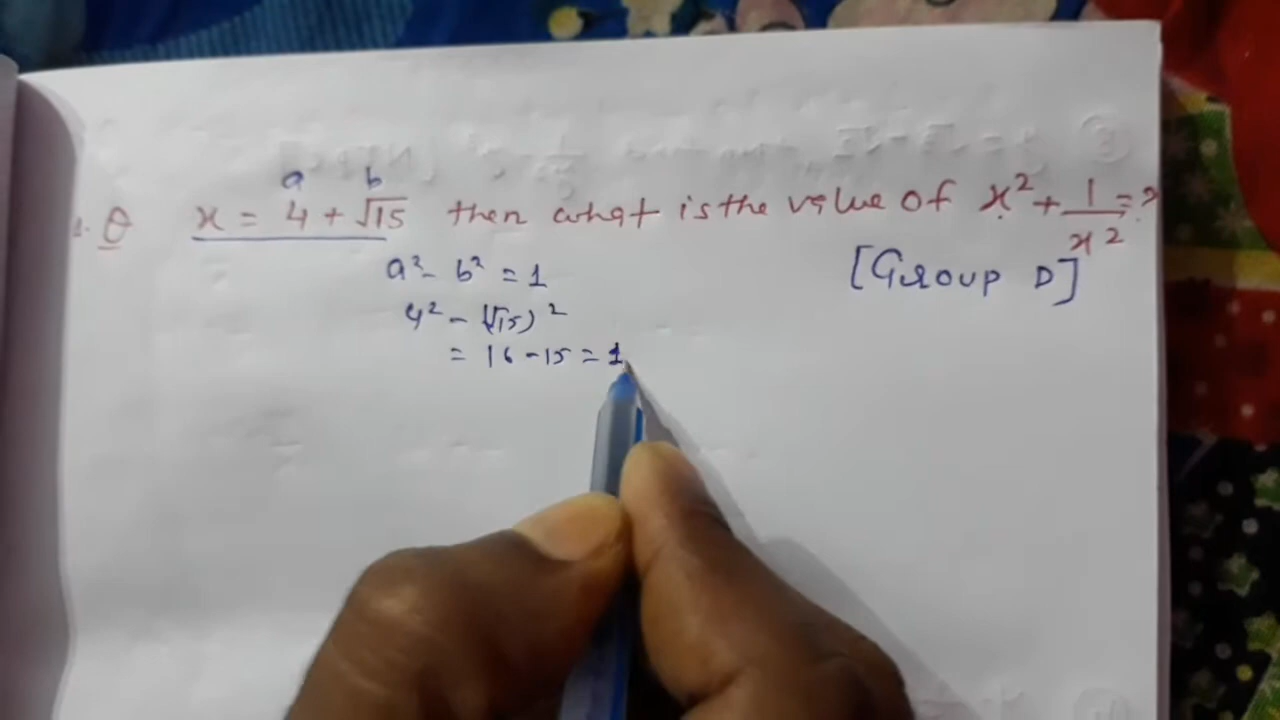 a b
1. Q x = 4 + √15 then what is the value of x² + 1/x² = ?
[Group D]
a² - b² = 1
4² - (√15)²
= 16 - 15 = 1